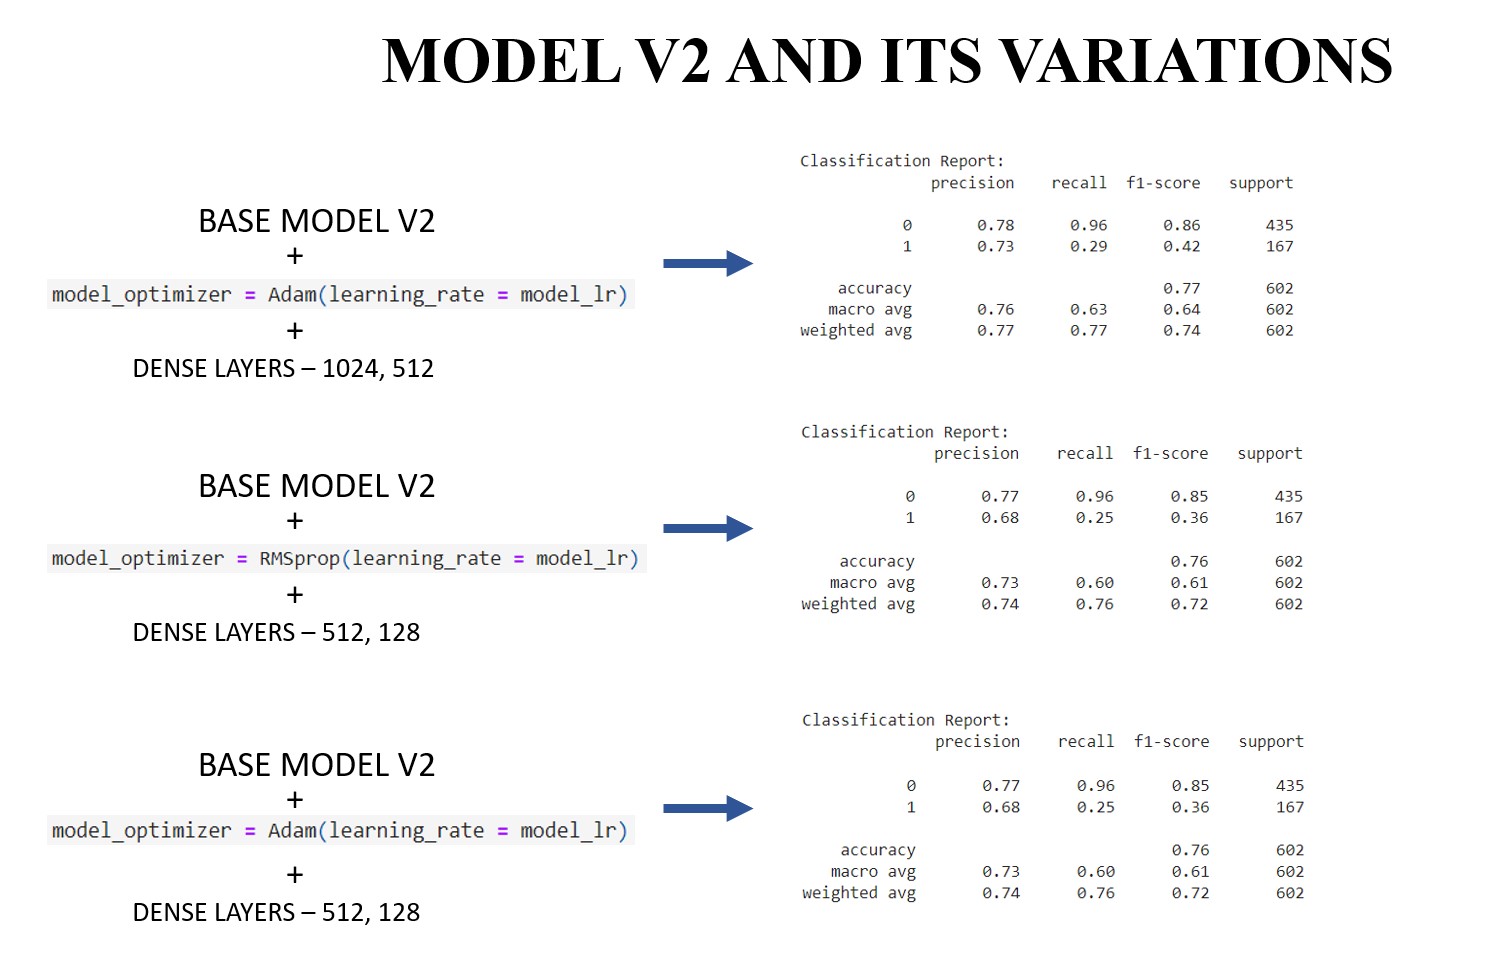 MODEL V2 AND ITS VARIATIONS
BASE MODEL V2
+
model_optimizer = Adam(learning_rate = model_lr)
+
DENSE LAYERS – 1024, 512
Classification Report:
precision recall f1-score support
0 0.78 0.96 0.86 435
1 0.73 0.29 0.42 167
accuracy 0.77 602
macro avg 0.76 0.63 0.64 602
weighted avg 0.77 0.77 0.74 602
BASE MODEL V2
+
model_optimizer = RMSprop(learning_rate = model_lr)
+
DENSE LAYERS – 512, 128
Classification Report:
precision recall f1-score support
0 0.77 0.96 0.85 435
1 0.68 0.25 0.36 167
accuracy 0.76 602
macro avg 0.73 0.60 0.61 602
weighted avg 0.74 0.76 0.72 602
BASE MODEL V2
+
model_optimizer = Adam(learning_rate = model_lr)
+
DENSE LAYERS – 512, 128
Classification Report:
precision recall f1-score support
0 0.77 0.96 0.85 435
1 0.68 0.25 0.36 167
accuracy 0.76 602
macro avg 0.73 0.60 0.61 602
weighted avg 0.74 0.76 0.72 602